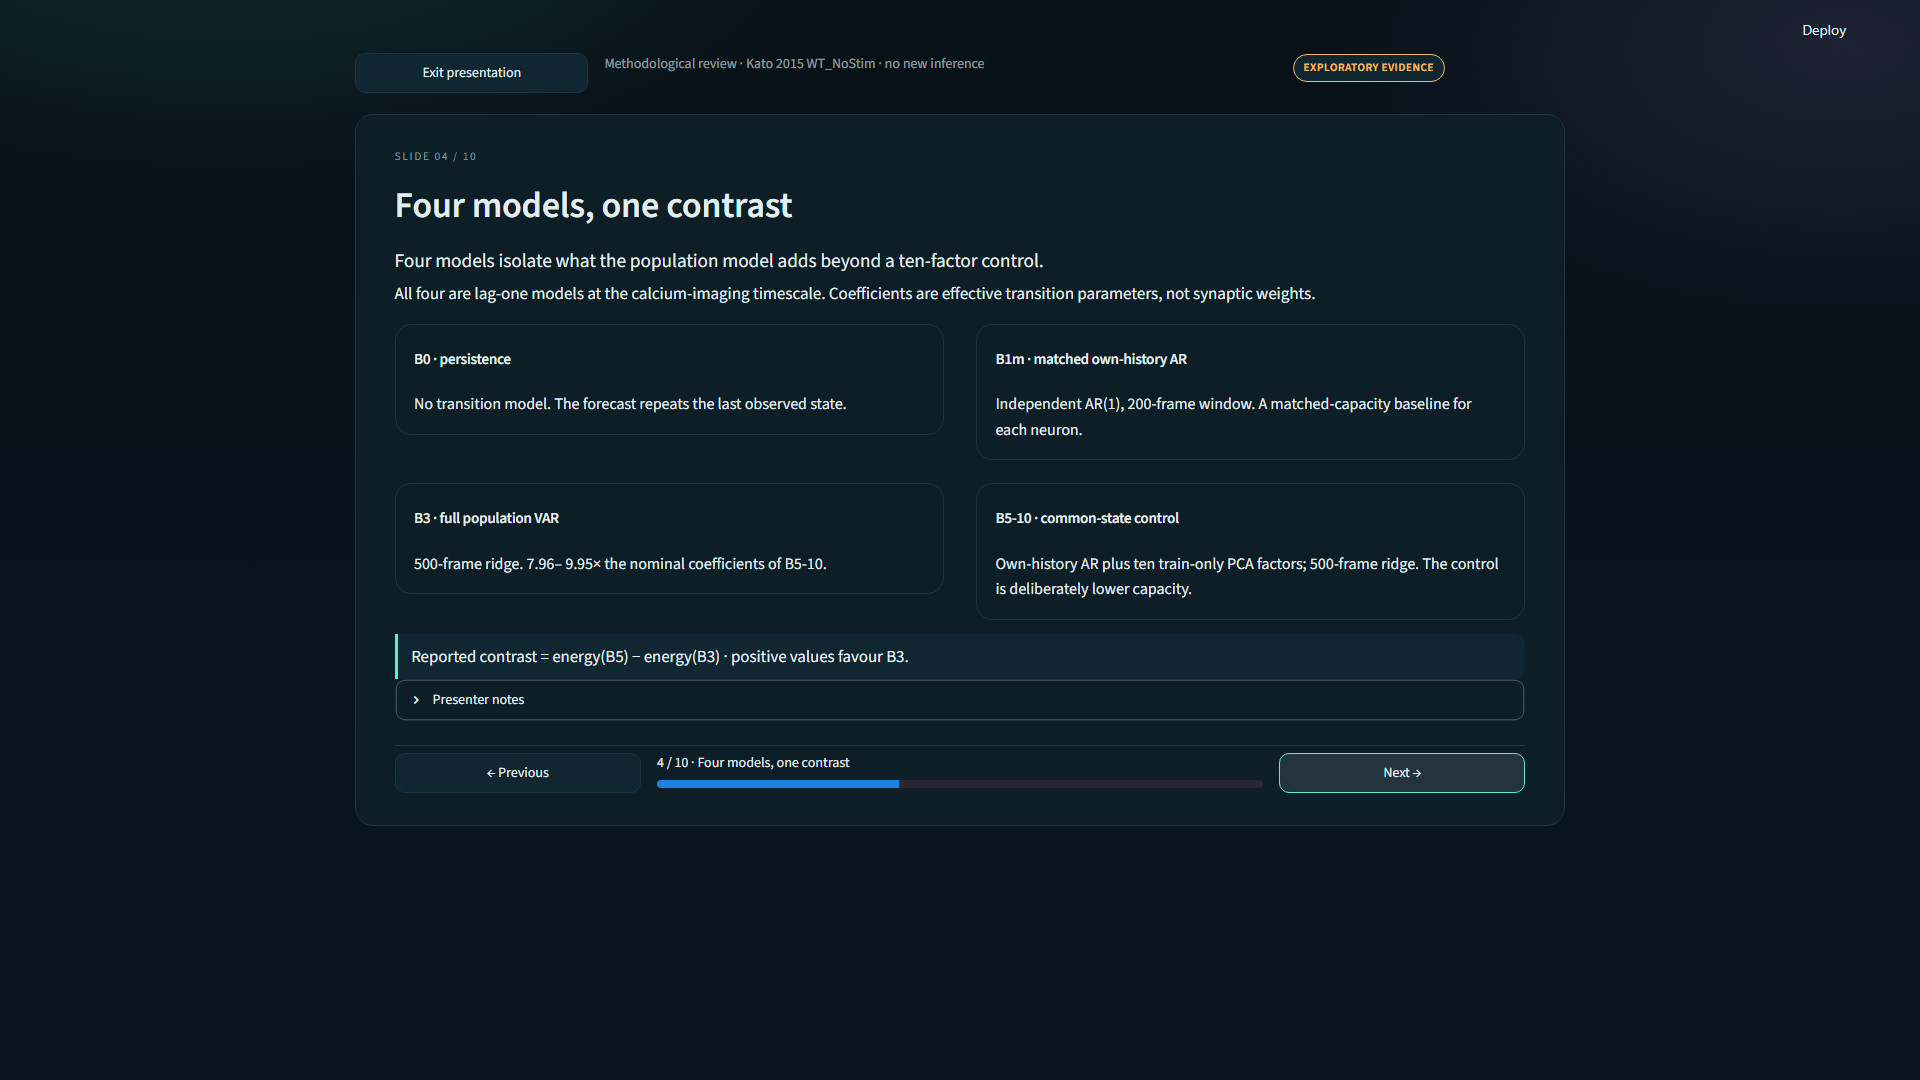 Deploy
Exit presentation
Methodological review · Kato 2015 WT_NoStim · no new inference
EXPLORATORY EVIDENCE
SLIDE 04 / 10
Four models, one contrast
Four models isolate what the population model adds beyond a ten-factor control.
All four are lag-one models at the calcium-imaging timescale. Coefficients are effective transition parameters, not synaptic weights.
B0 · persistence
No transition model. The forecast repeats the last observed state.
B1m · matched own-history AR
Independent AR(1), 200-frame window. A matched-capacity baseline for
each neuron.
B3 · full population VAR
500-frame ridge. 7.96– 9.95× the nominal coefficients of B5-10.
B5-10 · common-state control
Own-history AR plus ten train-only PCA factors; 500-frame ridge. The control
is deliberately lower capacity.
Reported contrast = energy(B5) − energy(B3) · positive values favour B3.
Presenter notes
← Previous
4 / 10 · Four models, one contrast
Next →